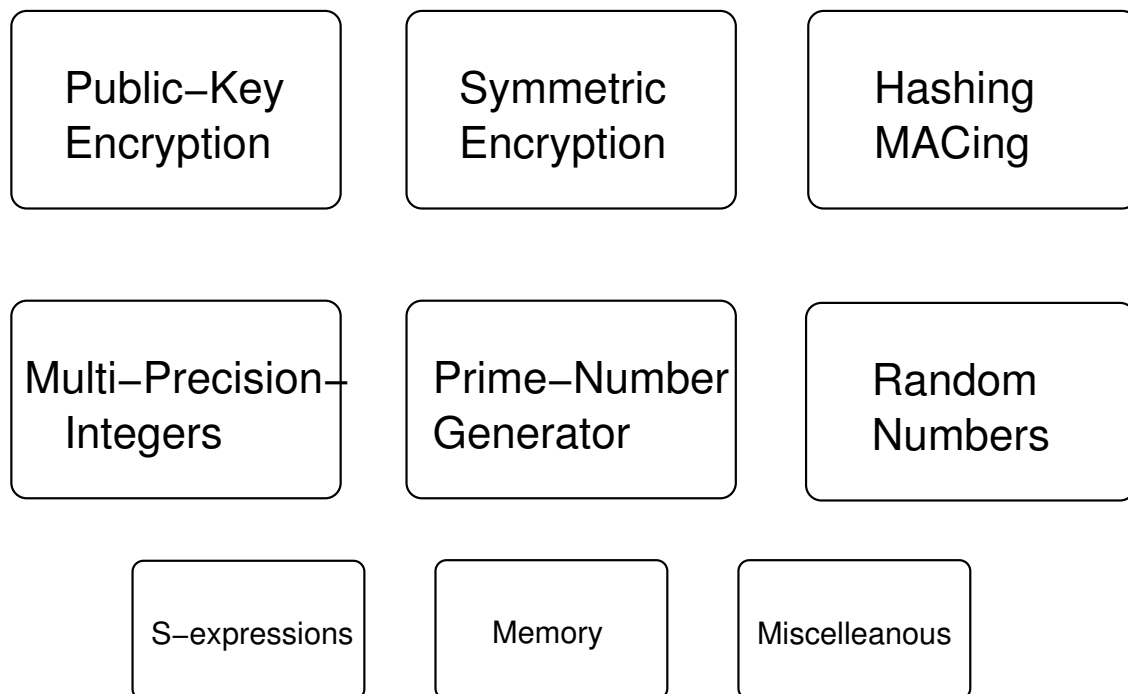 Public–Key
Encryption
Symmetric
Encryption
Hashing
MACing
Multi–Precision–
Integers
Prime–Number
Generator
Random
Numbers
S–expressions
Memory
Miscelleanous